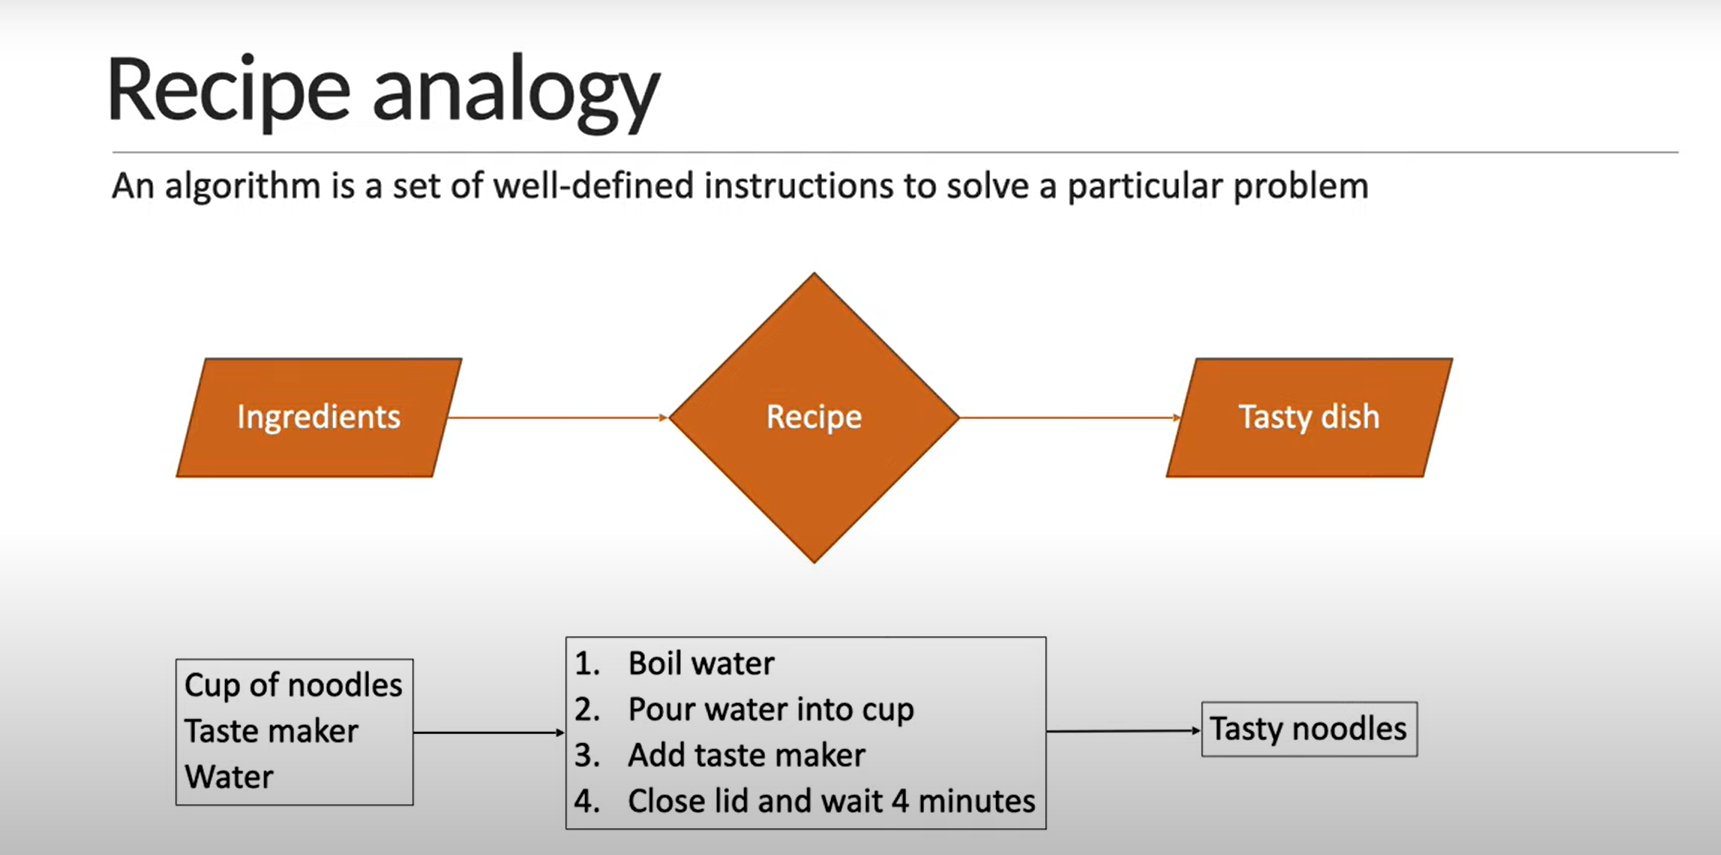 Recipe analogy
An algorithm is a set of well-defined instructions to solve a particular problem
Ingredients
Recipe
Tasty dish
Cup of noodles
Taste maker
Water
1. Boil water
2. Pour water into cup
3. Add taste maker
4. Close lid and wait 4 minutes
Tasty noodles